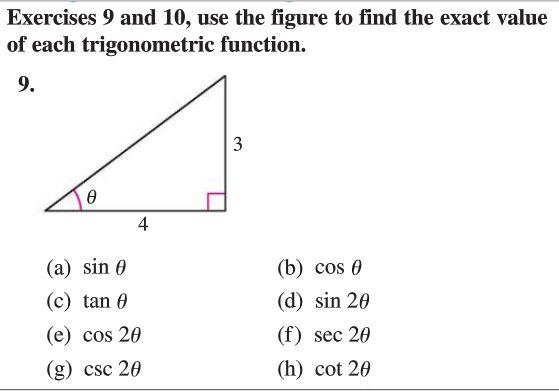 Exercises 9 and 10, use the figure to find the exact value
of each trigonometric function.
9.
3
θ
4
(a) sin θ (b) cos θ
(c) tan θ (d) sin 2θ
(e) cos 2θ (f) sec 2θ
(g) csc 2θ (h) cot 2θ